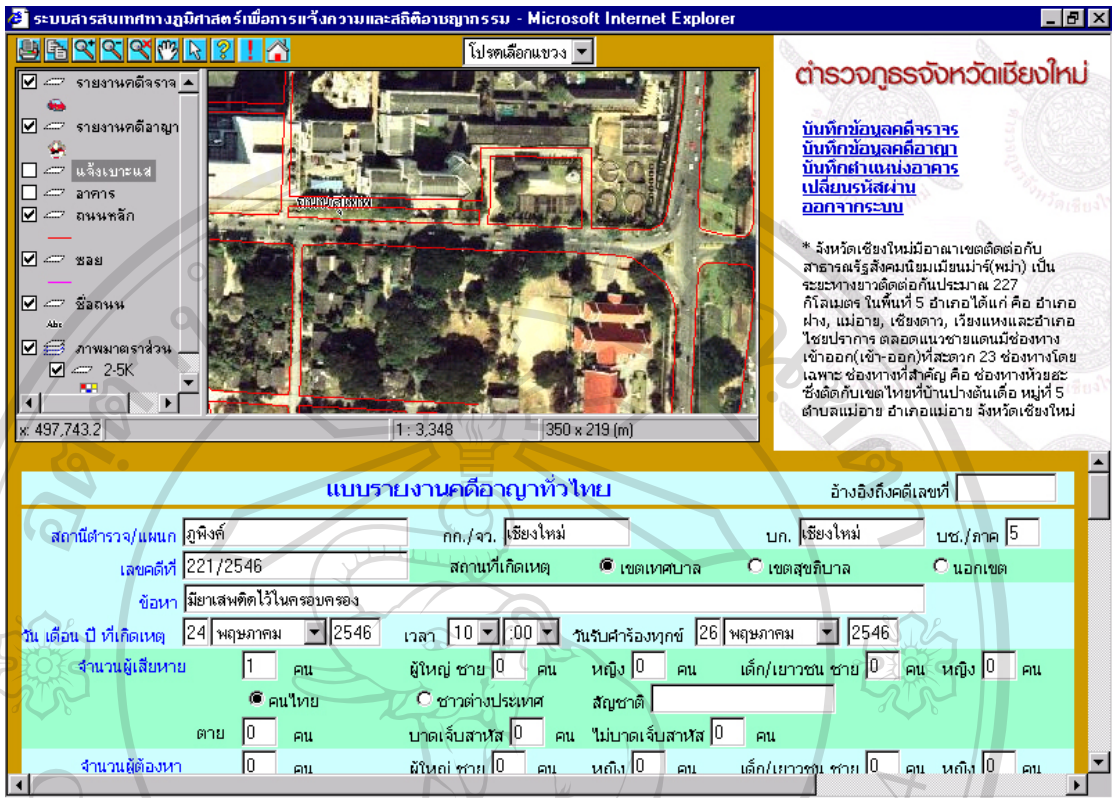 ระบบสารสนเทศทางภูมิศาสตร์เพื่อการแจ้งความและสถิติอาชญากรรม - Microsoft Internet Explorer
โปรดเลือกแขวง
รายงานคดีจราจ
รายงานคดีอาญา
แจ้งเบาะแส
อาคาร
ถนนหลัก
ซอย
ชื่อถนน
Abc
ภาพมาตราส่วน
2-5K
x: 497,743.2
1 : 3,348
350 x 219 (m)
ตำรวจภูธรจังหวัดเชียงใหม่
บันทึกข้อมูลคดีจราจร
บันทึกข้อมูลคดีอาญา
บันทึกตำแหน่งอาคาร
เปลี่ยนรหัสผ่าน
ออกจากระบบ
* จังหวัดเชียงใหม่มีอาณาเขตติดต่อกับ
สาธารณรัฐสังคมนิยมเมียนม่าร์(พม่า) เป็น
ระยะทางยาวติดต่อกันประมาณ 227
กิโลเมตร ในพื้นที่ 5 อำเภอได้แก่ คือ อำเภอ
ฝาง, แม่อาย, เชียงดาว, เวียงแหงและอำเภอ
ไชยปราการ ตลอดแนวชายแดนมีช่องทาง
เข้าออก(เข้า-ออก)ที่สะดวก 23 ช่องทางโดย
เฉพาะ ช่องทางที่สำคัญ คือ ช่องทางห้วยฮะ
ซึ่งติดกับเขตไทยที่บ้านปางต้นเดื่อ หมู่ที่ 5
ตำบลแม่อาย อำเภอแม่อาย จังหวัดเชียงใหม่
แบบรายงานคดีอาญาทั่วไทย อ้างอิงถึงคดีเลขที่
สถานีตำรวจ/แผนก ภูพิงค์ กก./จว. เชียงใหม่ บก. เชียงใหม่ บช./ภาค 5
เลขคดีที่ 221/2546 สถานที่เกิดเหตุ เขตเทศบาล เขตสุขภิบาล นอกเขต
ข้อหา มียาเสพติดไว้ในครอบครอง
วัน เดือน ปี ที่เกิดเหตุ 24 พฤษภาคม 2546 เวลา 10 :00 วันรับคำร้องทุกข์ 26 พฤษภาคม 2546
จำนวนผู้เสียหาย 1 คน ผู้ใหญ่ ชาย 0 คน หญิง 0 คน เด็ก/เยาวชน ชาย 0 คน หญิง 0 คน
คนไทย ชาวต่างประเทศ สัญชาติ
ตาย 0 คน บาดเจ็บสาหัส 0 คน ไม่บาดเจ็บสาหัส 0 คน
จำนวนผู้ต้องหา 0 คน ผู้ใหญ่ ชาย 0 คน หญิง 0 คน เด็ก/เยาวชน ชาย 0 คน หญิง 0 คน